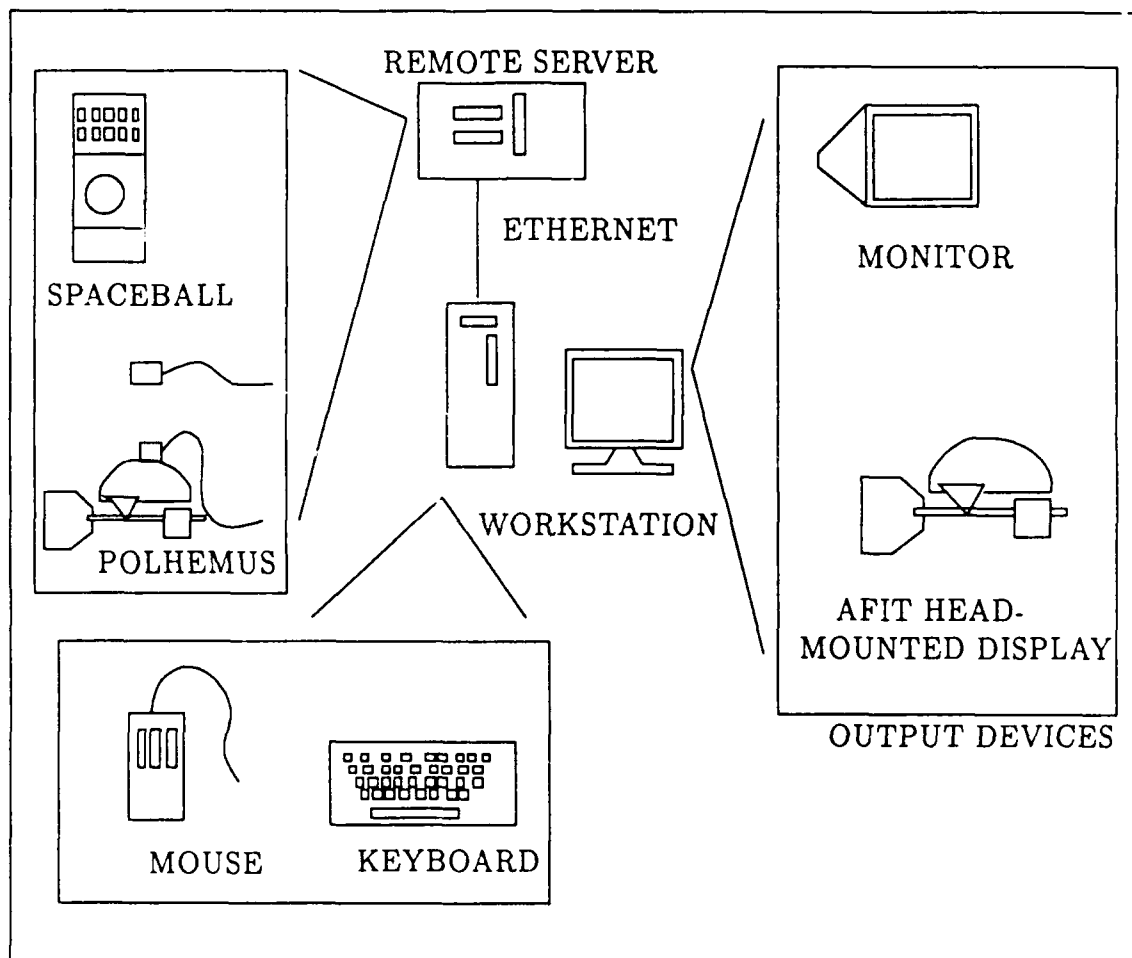 REMOTE SERVER
ETHERNET
SPACEBALL
POLHEMUS
WORKSTATION
MONITOR
AFIT HEAD-
MOUNTED DISPLAY
OUTPUT DEVICES
MOUSE
KEYBOARD